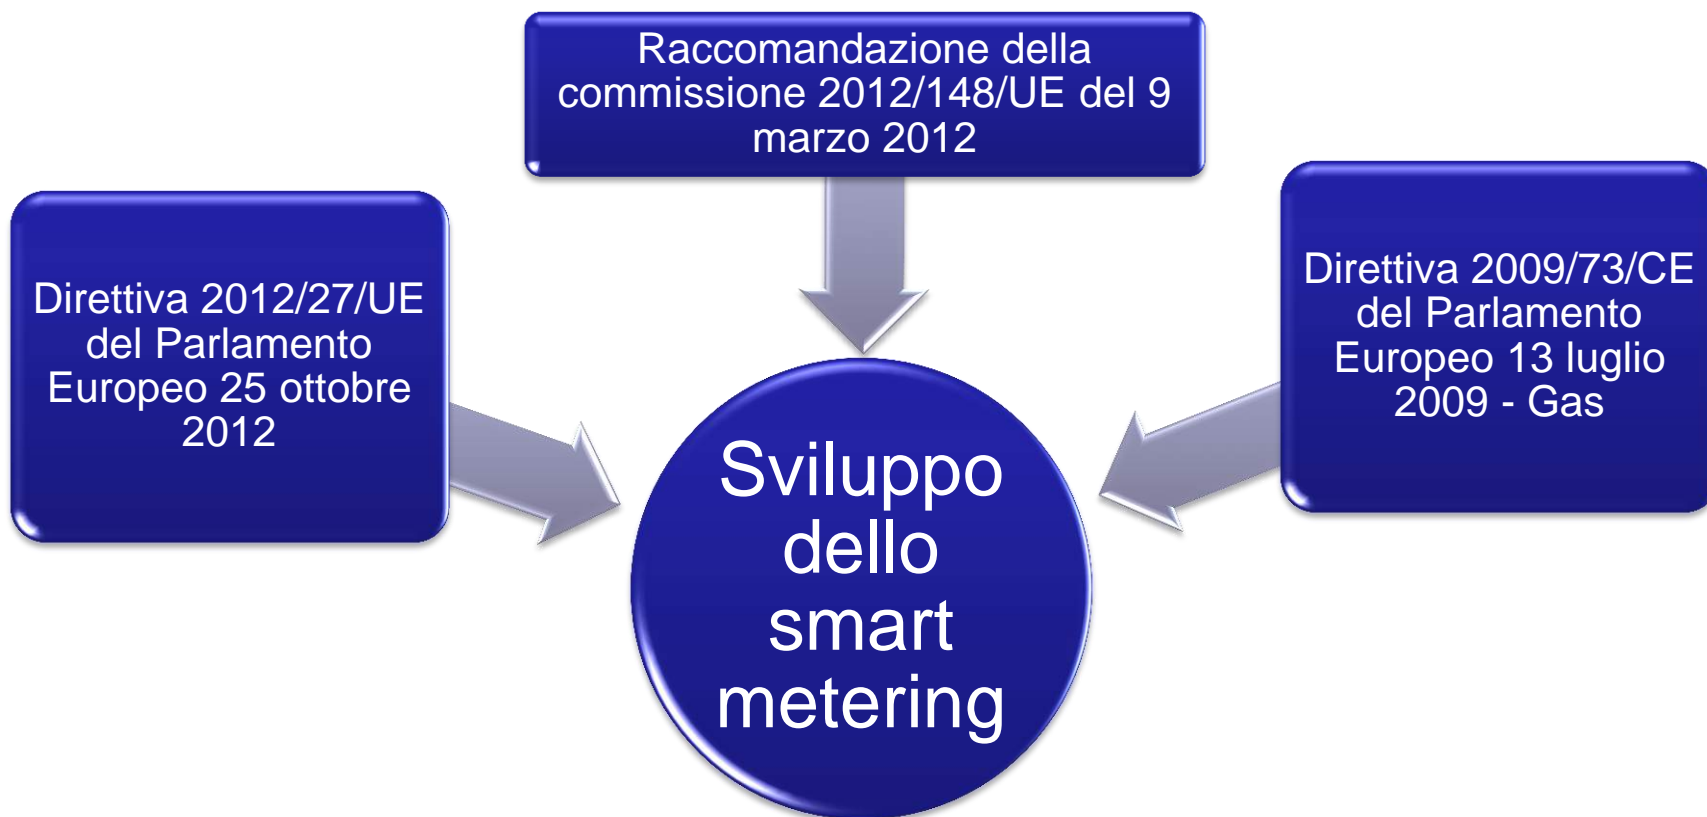 Raccomandazione della
commissione 2012/148/UE del 9
marzo 2012
Direttiva 2012/27/UE
del Parlamento
Europeo 25 ottobre
2012
Direttiva 2009/73/CE
del Parlamento
Europeo 13 luglio
2009 - Gas
Sviluppo
dello
smart
metering